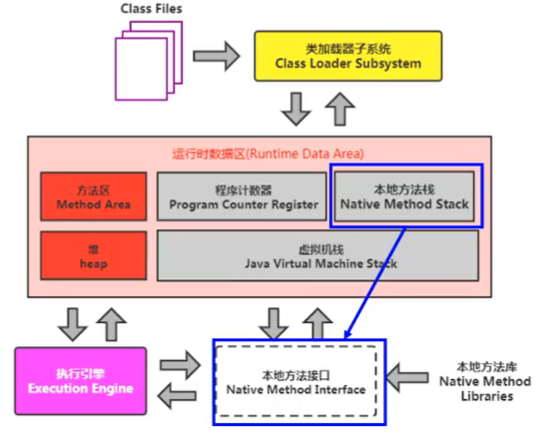 Class Files
类加载器子系统
Class Loader Subsystem
运行时数据区(Runtime Data Area)
方法区
Method Area
程序计数器
Program Counter Register
本地方法栈
Native Method Stack
堆
heap
虚拟机栈
Java Virtual Machine Stack
执行引擎
Execution Engine
本地方法接口
Native Method Interface
本地方法库
Native Method
Libraries